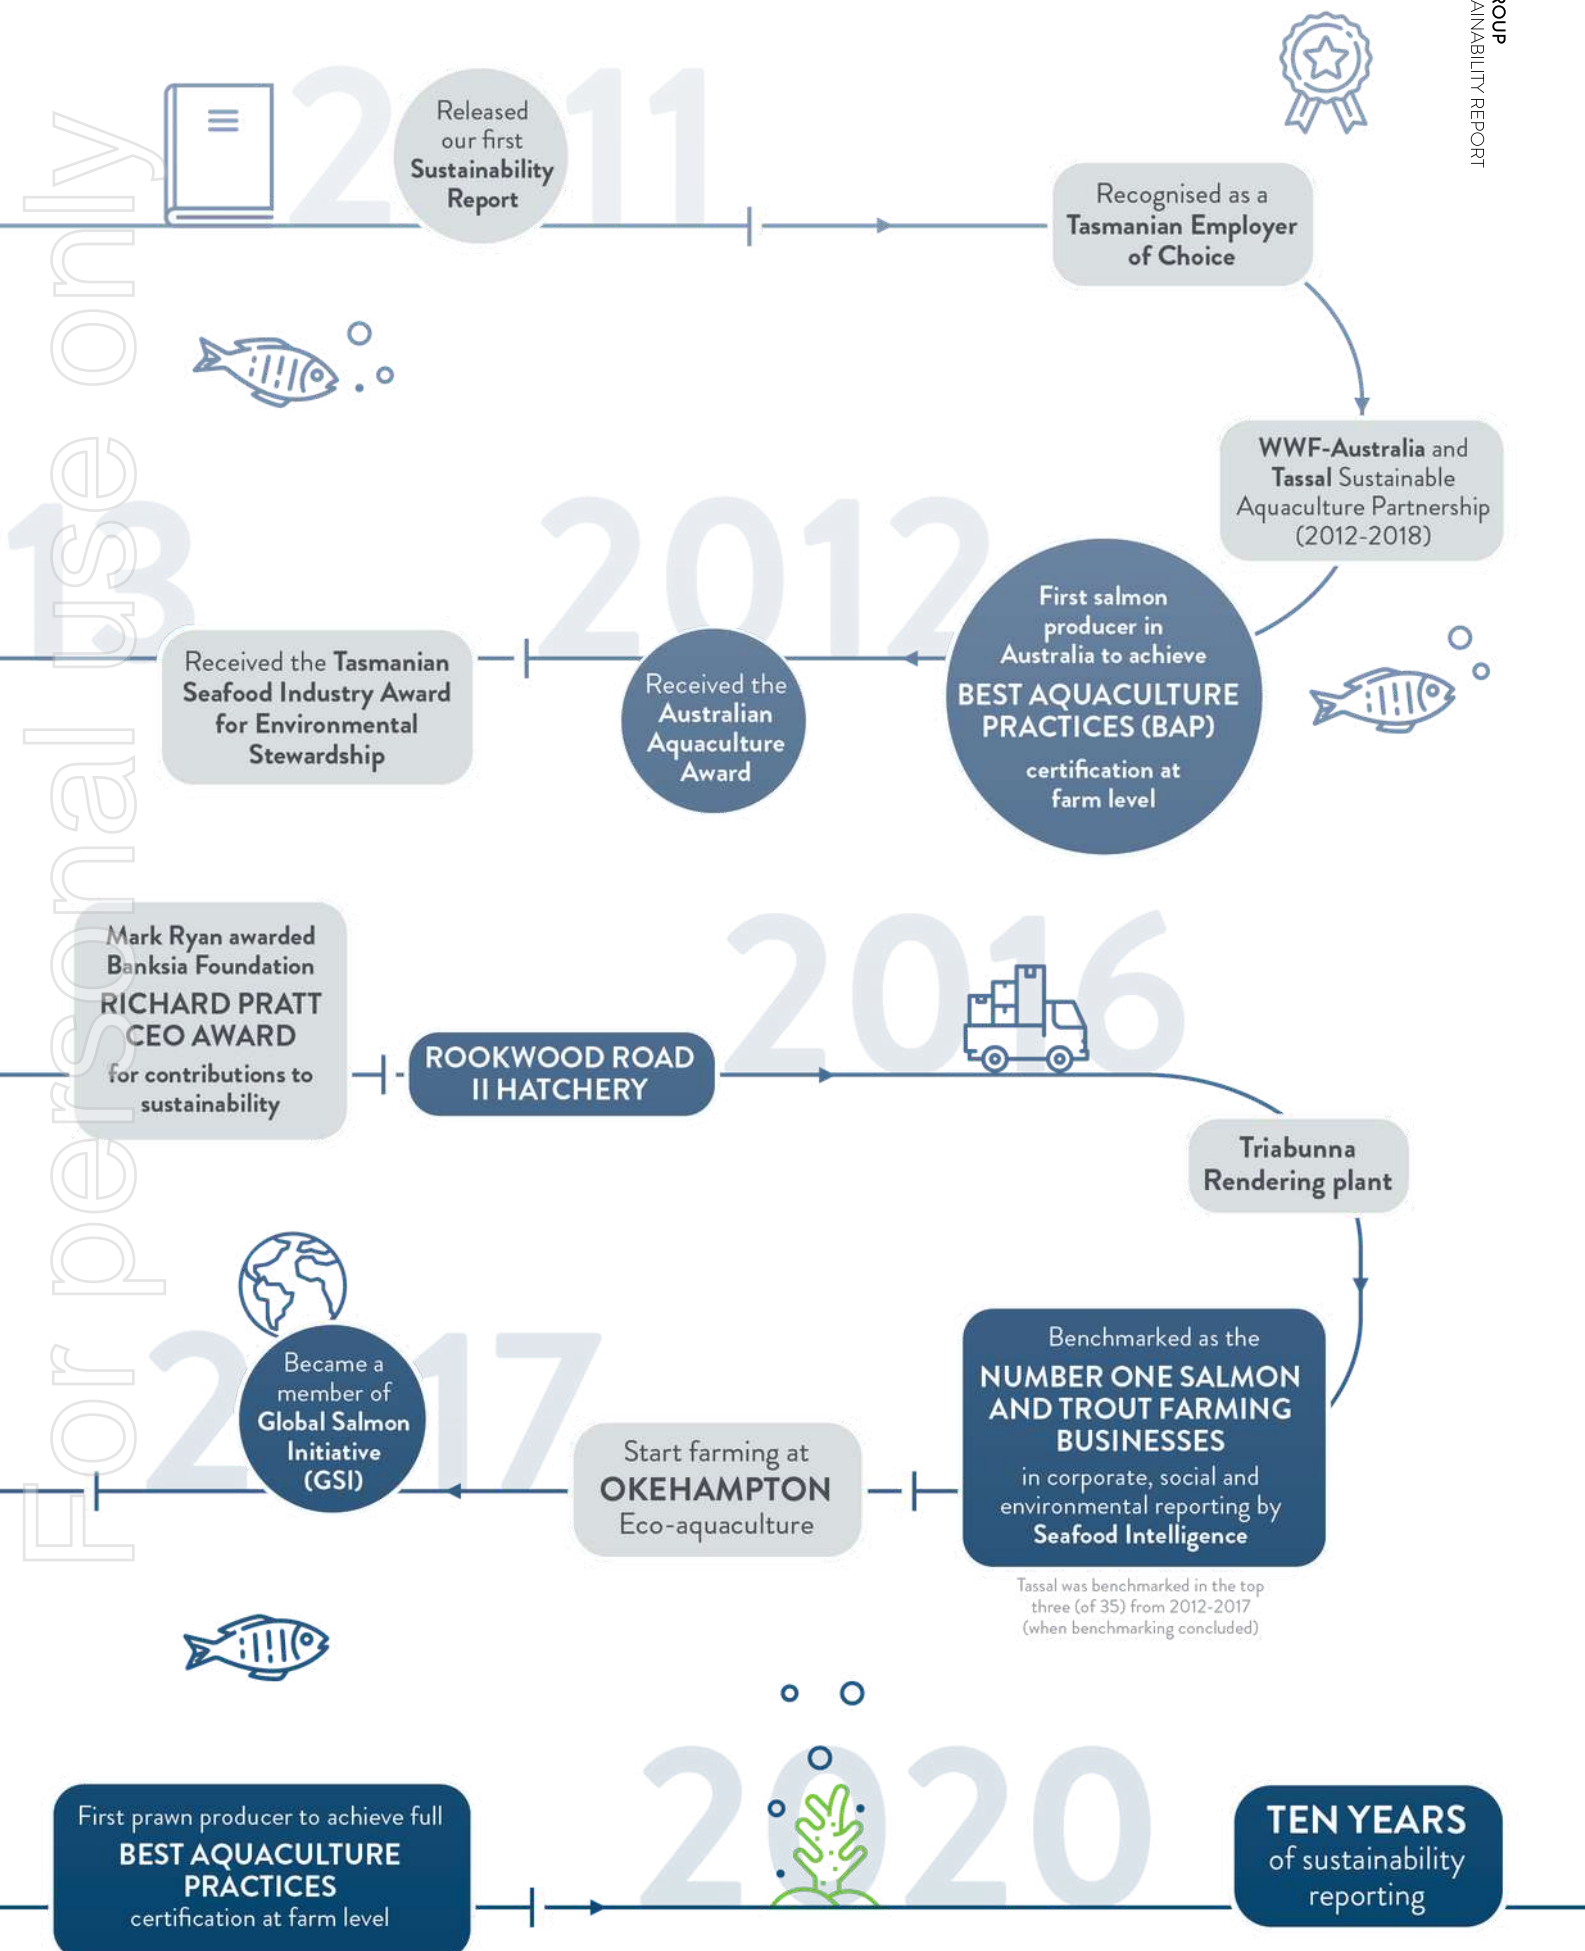 ROUP
AINABILITY REPORT
2011
Released
our first
Sustainability
Report
Recognised as a
Tasmanian Employer
of Choice
WWF-Australia and
Tassal Sustainable
Aquaculture Partnership
(2012-2018)
2012
First salmon
producer in
Australia to achieve
BEST AQUACULTURE
PRACTICES (BAP)
certification at
farm level
Received the
Australian
Aquaculture
Award
13
Received the Tasmanian
Seafood Industry Award
for Environmental
Stewardship
Mark Ryan awarded
Banksia Foundation
RICHARD PRATT
CEO AWARD
for contributions to
sustainability
ROOKWOOD ROAD
II HATCHERY
2016
Triabunna
Rendering plant
Benchmarked as the
NUMBER ONE SALMON
AND TROUT FARMING
BUSINESSES
in corporate, social and
environmental reporting by
Seafood Intelligence
Tassal was benchmarked in the top
three (of 35) from 2012-2017
(when benchmarking concluded)
Start farming at
OKEHAMPTON
Eco-aquaculture
2017
Became a
member of
Global Salmon
Initiative
(GSI)
First prawn producer to achieve full
BEST AQUACULTURE
PRACTICES
certification at farm level
2020
TEN YEARS
of sustainability
reporting
For personal use only